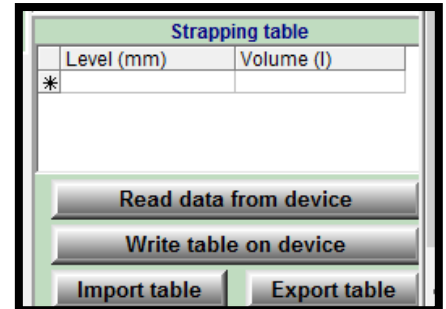 Strapping table
Level (mm) Volume (l)
*
Read data from device
Write table on device
Import table Export table